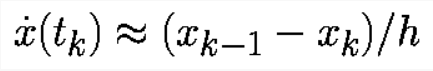 ẋ(t_k) ≈ (x_{k−1} − x_k)/h